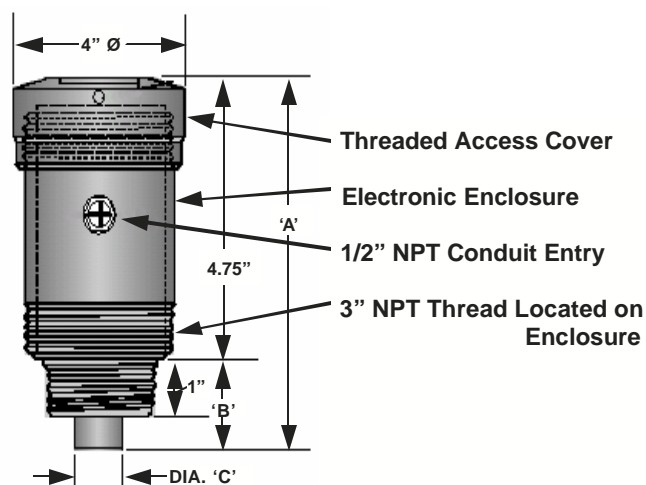 4” Ø
Threaded Access Cover
Electronic Enclosure
‘A’
1/2” NPT Conduit Entry
4.75”
3” NPT Thread Located on
Enclosure
1”
‘B’
DIA. ‘C’